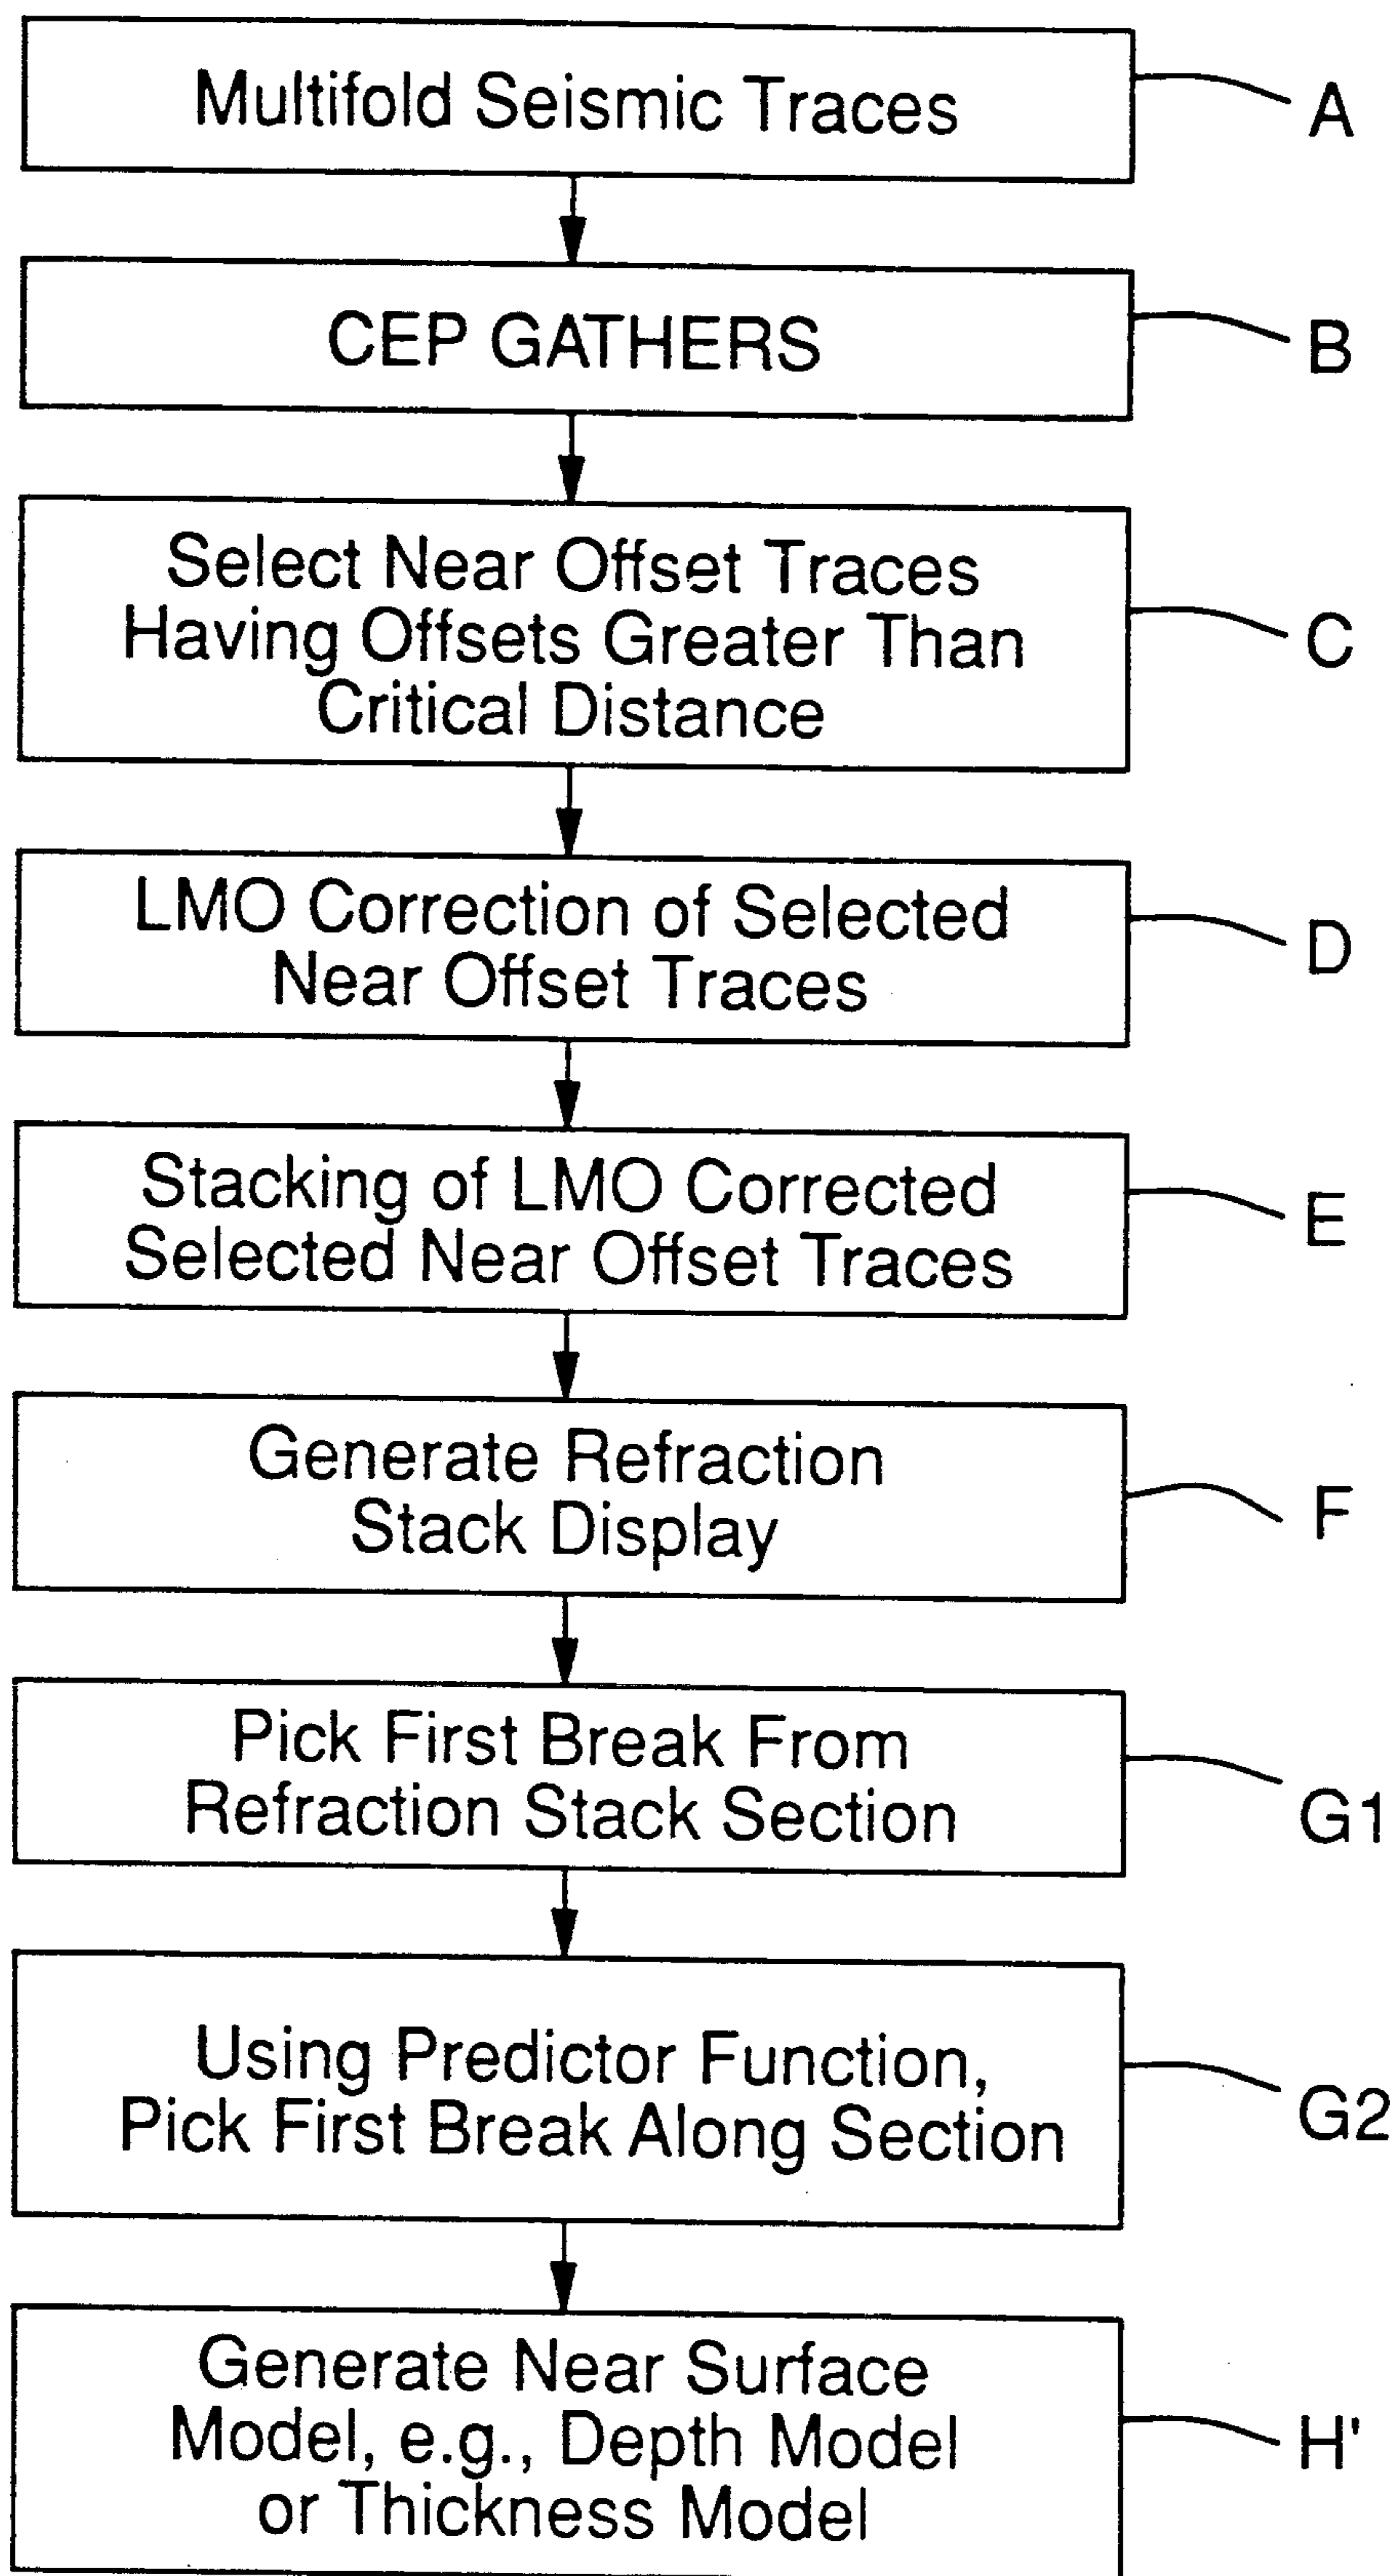 Multifold Seismic Traces
A
CEP GATHERS
B
Select Near Offset Traces
Having Offsets Greater Than
Critical Distance
C
LMO Correction of Selected
Near Offset Traces
D
Stacking of LMO Corrected
Selected Near Offset Traces
E
Generate Refraction
Stack Display
F
Pick First Break From
Refraction Stack Section
G1
Using Predictor Function,
Pick First Break Along Section
G2
Generate Near Surface
Model, e.g., Depth Model
or Thickness Model
H'